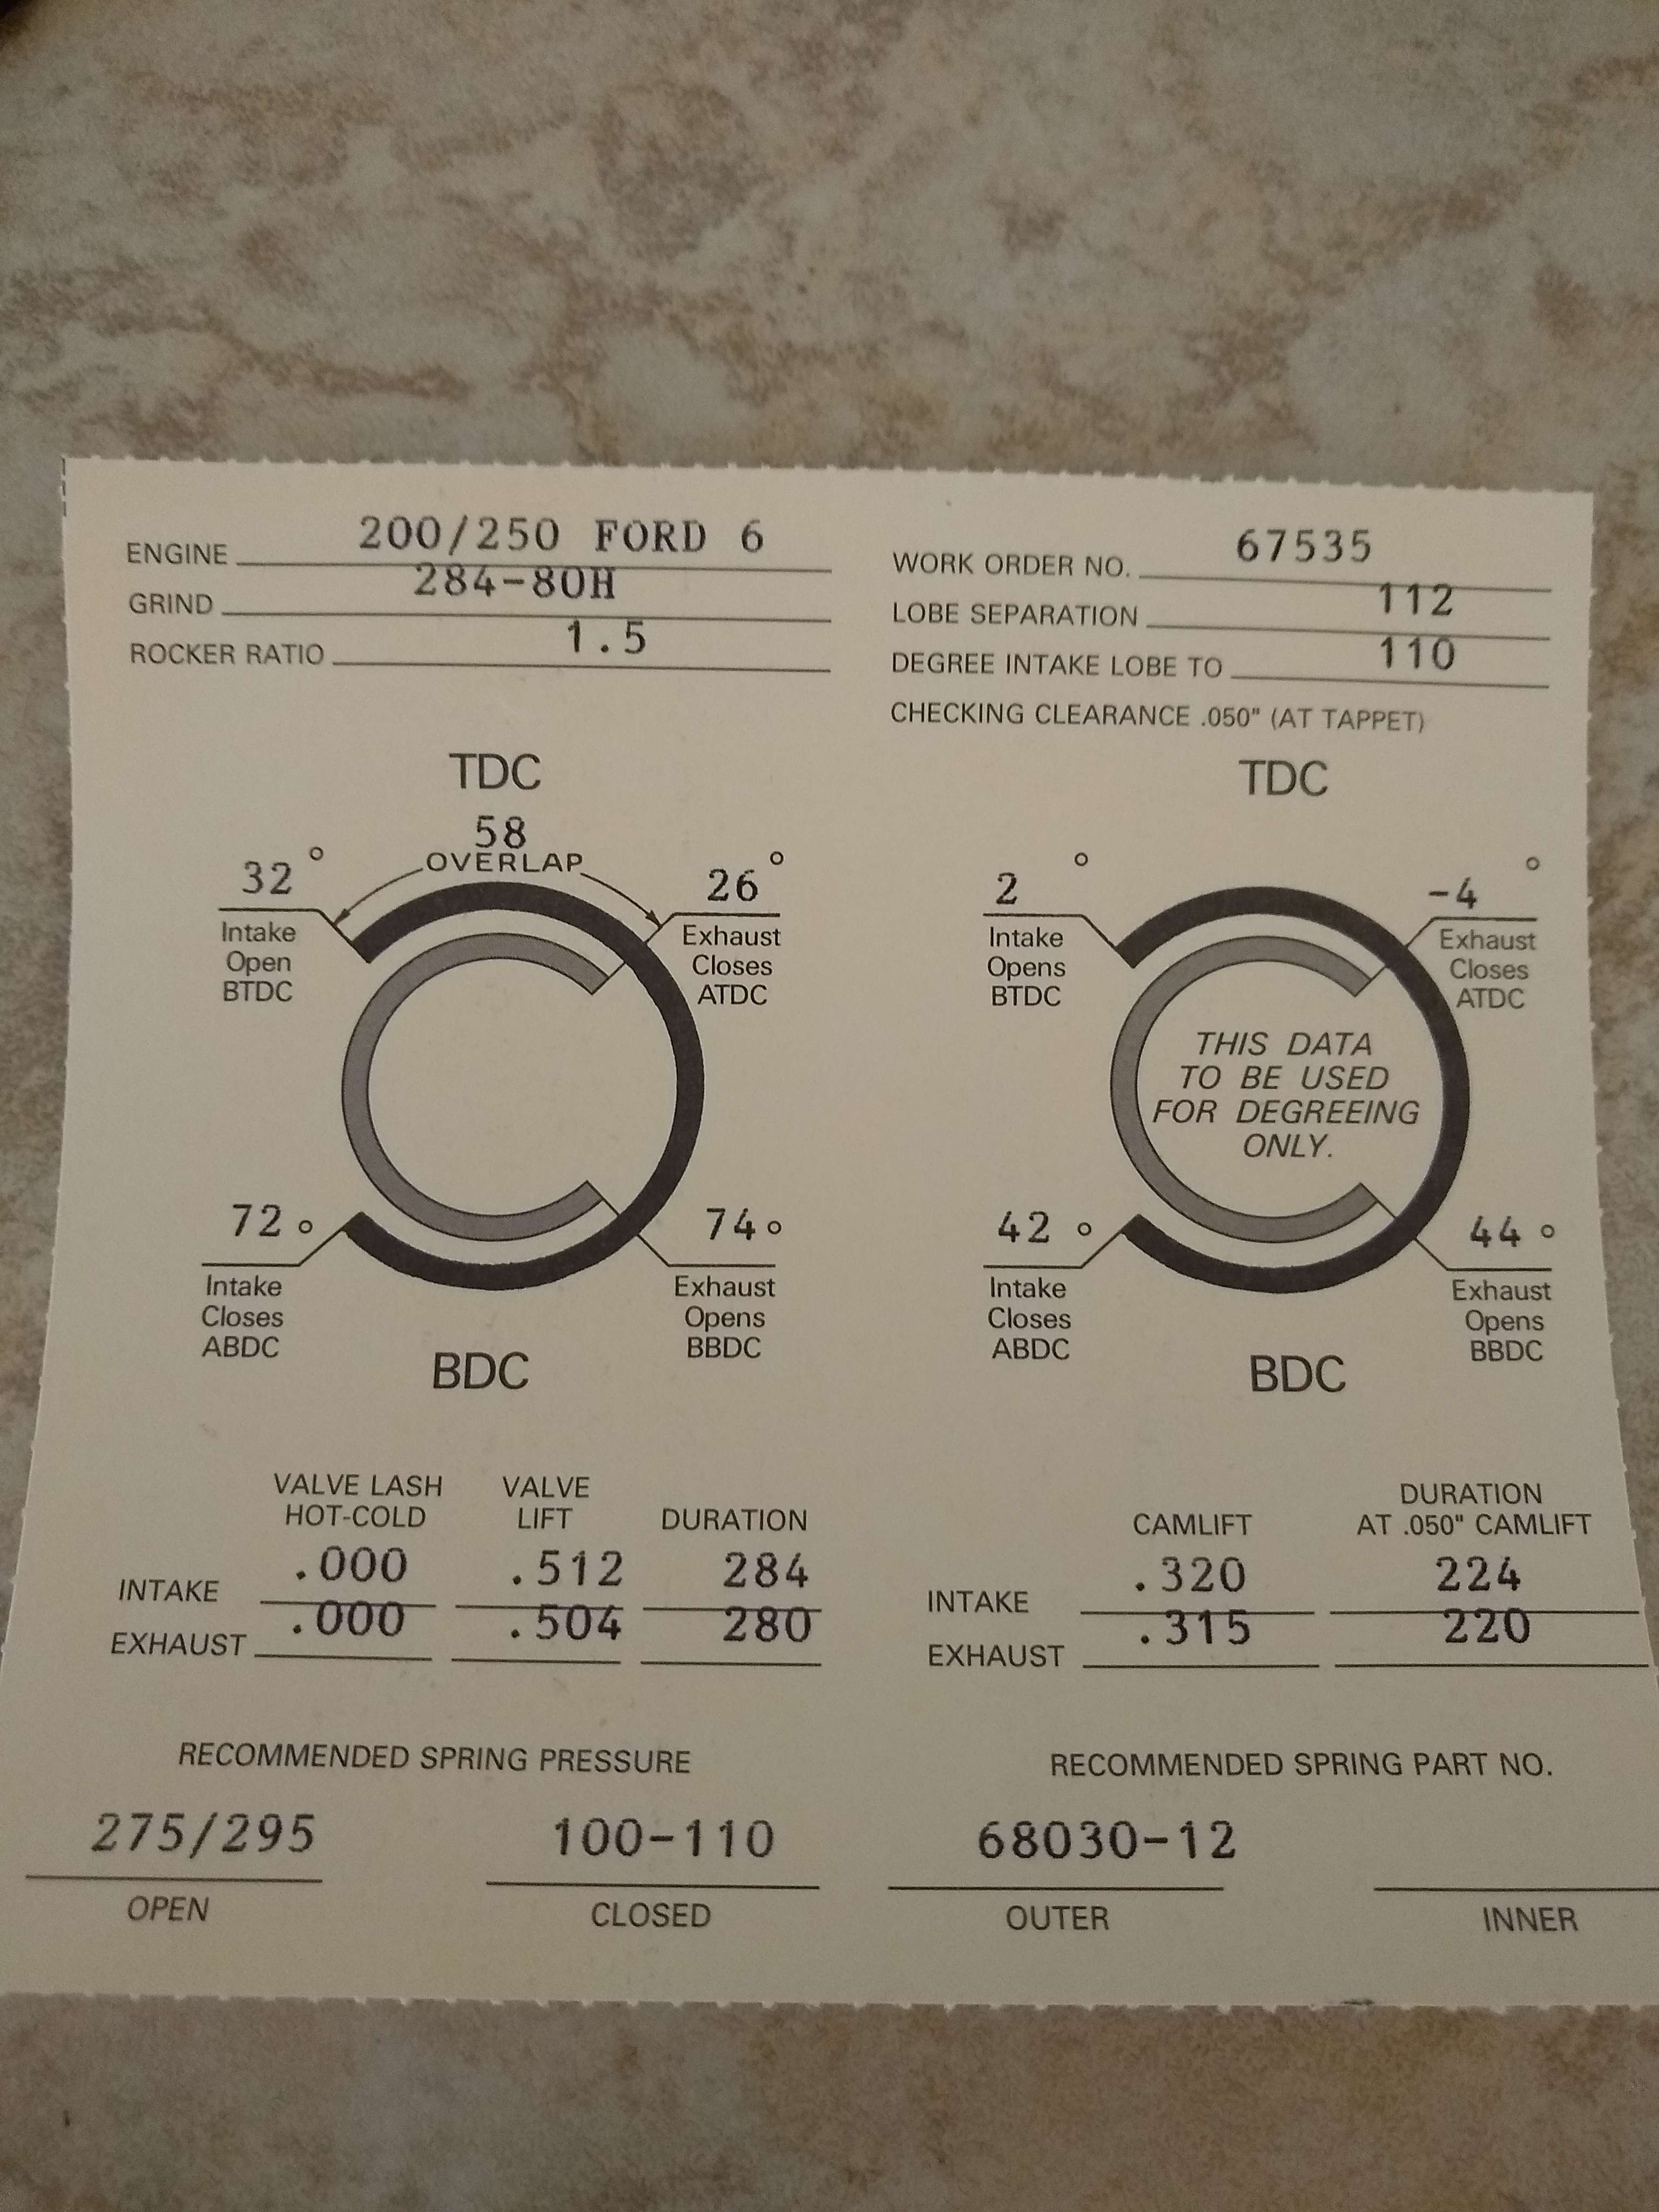 ENGINE 200/250 FORD 6
GRIND 284-80H
ROCKER RATIO 1.5
WORK ORDER NO. 67535
LOBE SEPARATION 112
DEGREE INTAKE LOBE TO 110
CHECKING CLEARANCE .050" (AT TAPPET)
TDC
58
OVERLAP
32°
Intake
Open
BTDC
26°
Exhaust
Closes
ATDC
72°
Intake
Closes
ABDC
74°
Exhaust
Opens
BBDC
BDC
TDC
2°
Intake
Opens
BTDC
-4°
Exhaust
Closes
ATDC
THIS DATA
TO BE USED
FOR DEGREEING
ONLY.
42°
Intake
Closes
ABDC
44°
Exhaust
Opens
BBDC
BDC
VALVE LASH
HOT-COLD
VALVE
LIFT
DURATION
INTAKE .000 .512 284
EXHAUST .000 .504 280
CAMLIFT
DURATION
AT .050" CAMLIFT
INTAKE .320 224
EXHAUST .315 220
RECOMMENDED SPRING PRESSURE
275/295 100-110
OPEN CLOSED
RECOMMENDED SPRING PART NO.
68030-12
OUTER INNER